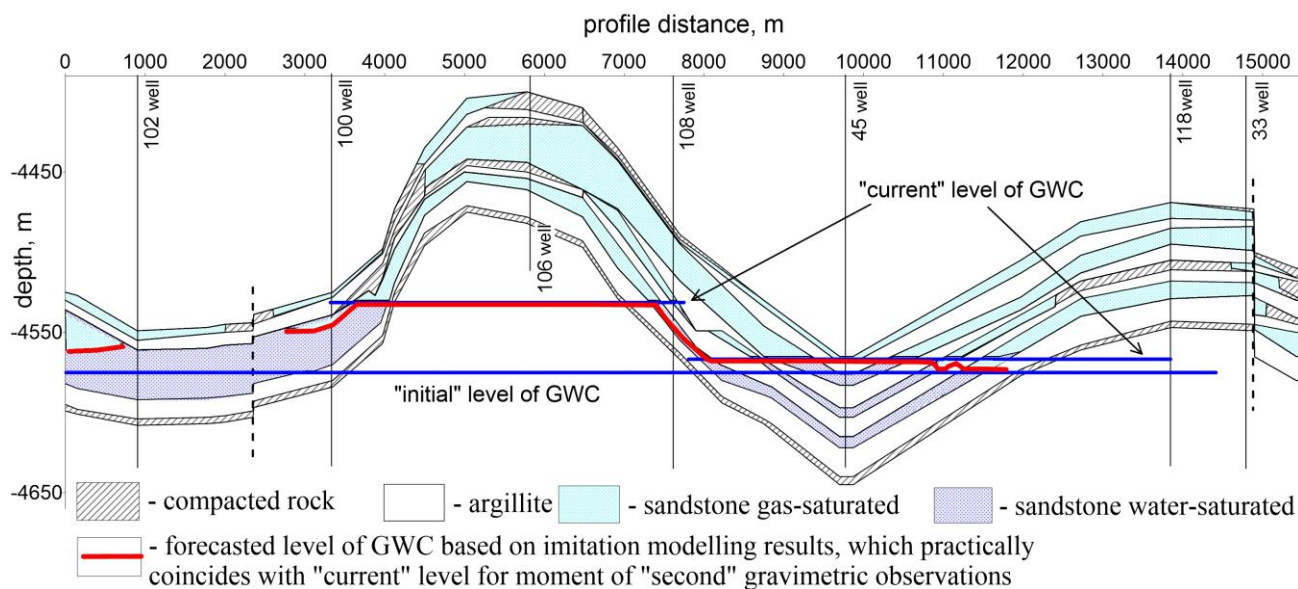 profile distance, m
0 1000 2000 3000 4000 5000 6000 7000 8000 9000 10000 11000 12000 13000 14000 15000
102 well
100 well
106 well
108 well
45 well
118 well
33 well
depth, m
-4450
-4550
-4650
"current" level of GWC
"initial" level of GWC
- compacted rock
- argillite
- sandstone gas-saturated
- sandstone water-saturated
- forecasted level of GWC based on imitation modelling results, which practically
coincides with "current" level for moment of "second" gravimetric observations